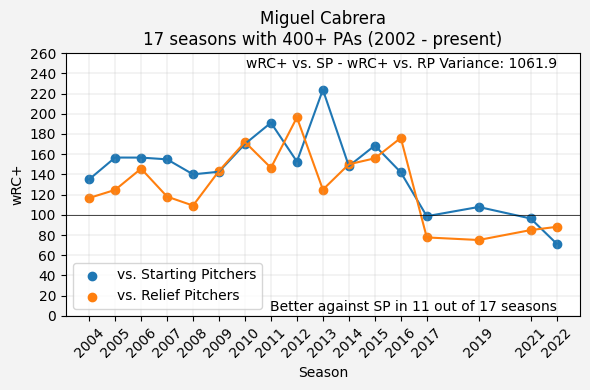 Miguel Cabrera
17 seasons with 400+ PAs (2002 - present)
wRC+ vs. SP - wRC+ vs. RP Variance: 1061.9
260
240
220
200
180
160
140
120
100
80
60
40
20
0
wRC+
vs. Starting Pitchers
vs. Relief Pitchers
Better against SP in 11 out of 17 seasons
2004 2005 2006 2007 2008 2009 2010 2011 2012 2013 2014 2015 2016 2017 2019 2021 2022
Season